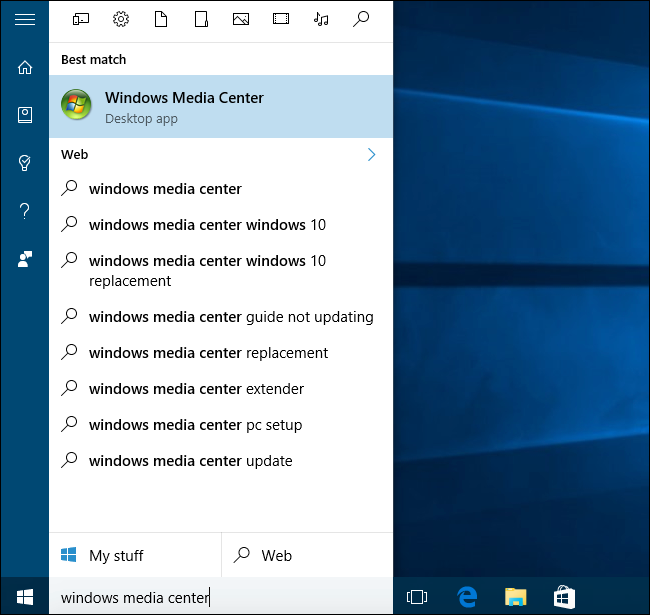 Best match
Windows Media Center
Desktop app
Web
windows media center
windows media center windows 10
windows media center windows 10
replacement
windows media center guide not updating
windows media center replacement
windows media center extender
windows media center pc setup
windows media center update
My stuff
Web
windows media center